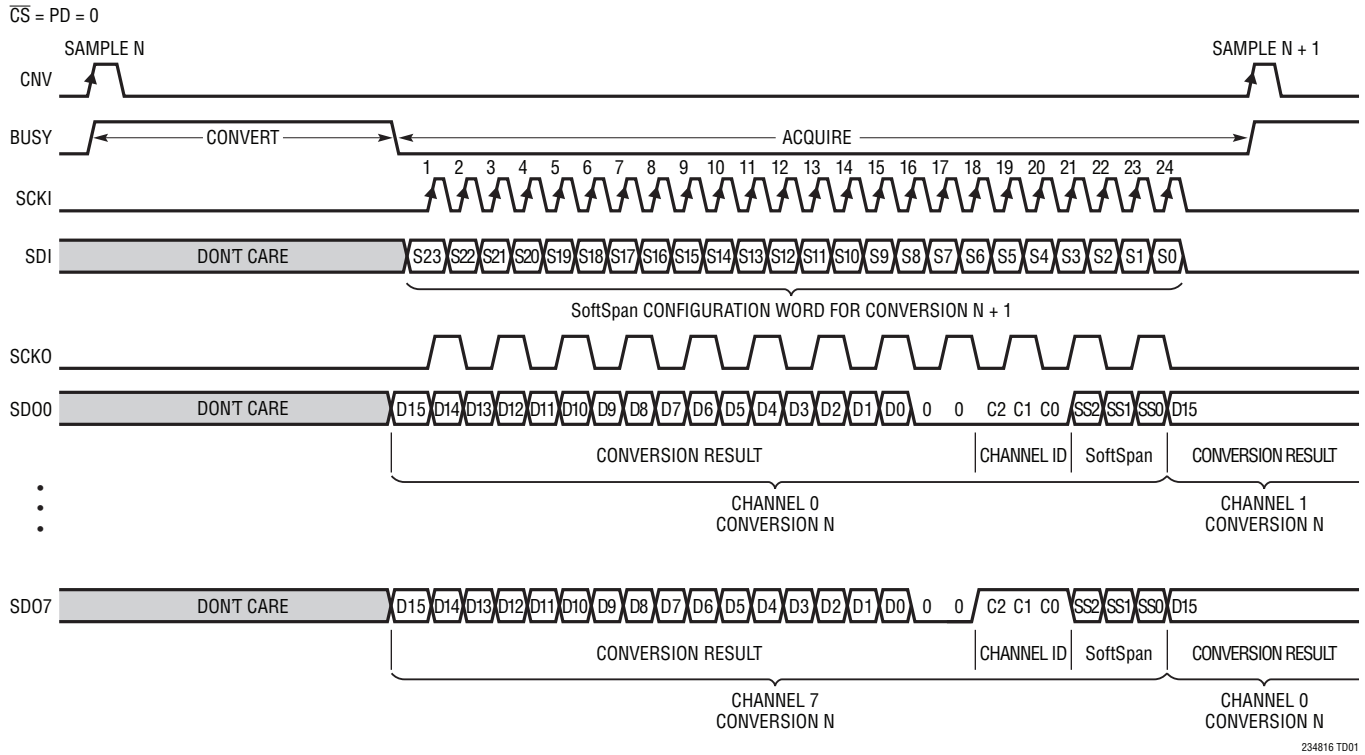 CS = PD = 0
SAMPLE N SAMPLE N + 1
CNV
BUSY CONVERT ACQUIRE
1 2 3 4 5 6 7 8 9 10 11 12 13 14 15 16 17 18 19 20 21 22 23 24
SCKI
SDI DON'T CARE S23 S22 S21 S20 S19 S18 S17 S16 S15 S14 S13 S12 S11 S10 S9 S8 S7 S6 S5 S4 S3 S2 S1 S0
SoftSpan CONFIGURATION WORD FOR CONVERSION N + 1
SCKO
SDO0 DON'T CARE D15 D14 D13 D12 D11 D10 D9 D8 D7 D6 D5 D4 D3 D2 D1 D0 0 0 C2 C1 C0 SS2 SS1 SS0 D15
CONVERSION RESULT CHANNEL ID SoftSpan CONVERSION RESULT
CHANNEL 0 CHANNEL 1
CONVERSION N CONVERSION N
SDO7 DON'T CARE D15 D14 D13 D12 D11 D10 D9 D8 D7 D6 D5 D4 D3 D2 D1 D0 0 0 C2 C1 C0 SS2 SS1 SS0 D15
CONVERSION RESULT CHANNEL ID SoftSpan CONVERSION RESULT
CHANNEL 7 CHANNEL 0
CONVERSION N CONVERSION N
234816 TD01